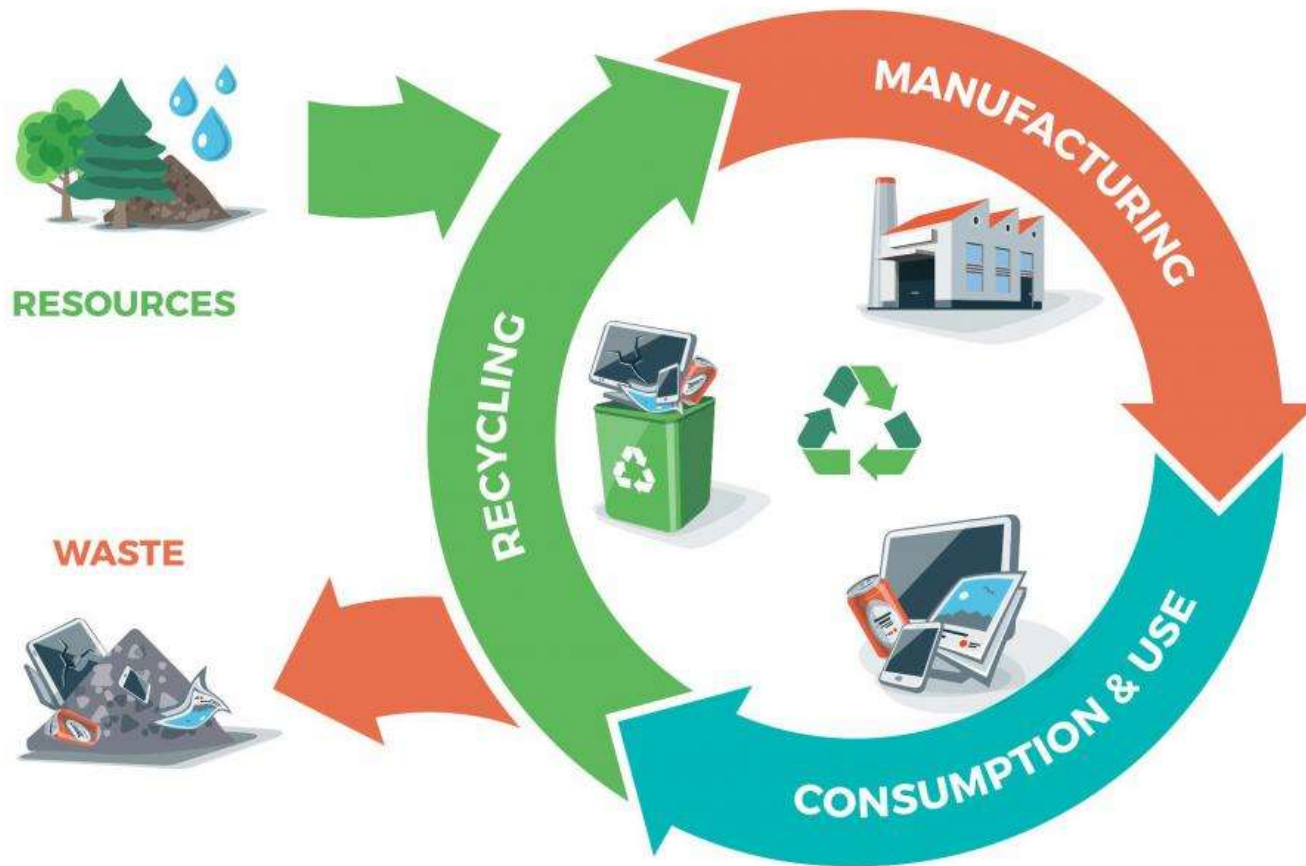 RESOURCES
WASTE
RECYCLING
MANUFACTURING
CONSUMPTION & USE